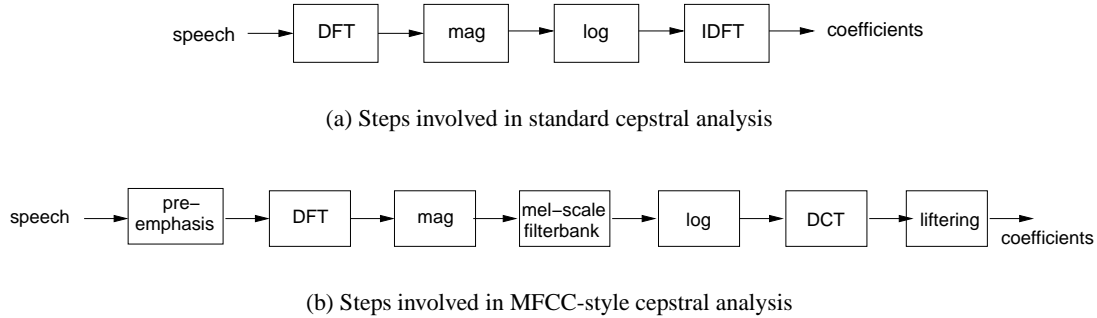 speech DFT mag log IDFT coefficients
(a) Steps involved in standard cepstral analysis
speech pre–
emphasis DFT mag mel–scale
filterbank log DCT liftering coefficients
(b) Steps involved in MFCC-style cepstral analysis